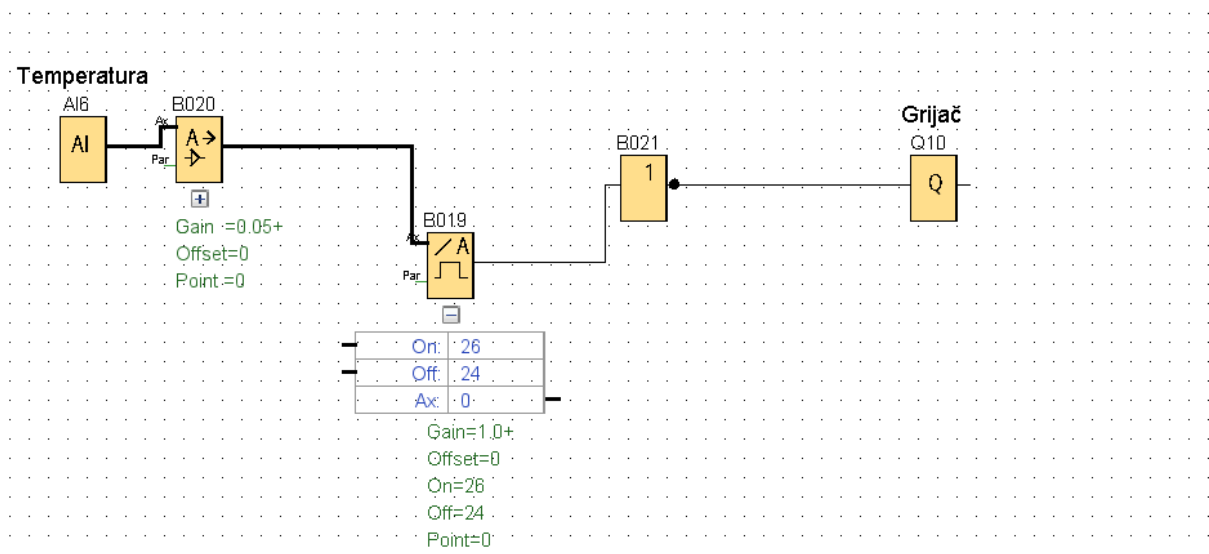 Temperatura
AI6
AI
B020
Ax
A→
Par
Gain =0.05+
Offset=0
Point=0
B019
Ax
A
Par
On: 26
Off: 24
Ax: 0
Gain=1.0+
Offset=0
On=26
Off=24
Point=0
B021
1
Grijač
Q10
Q